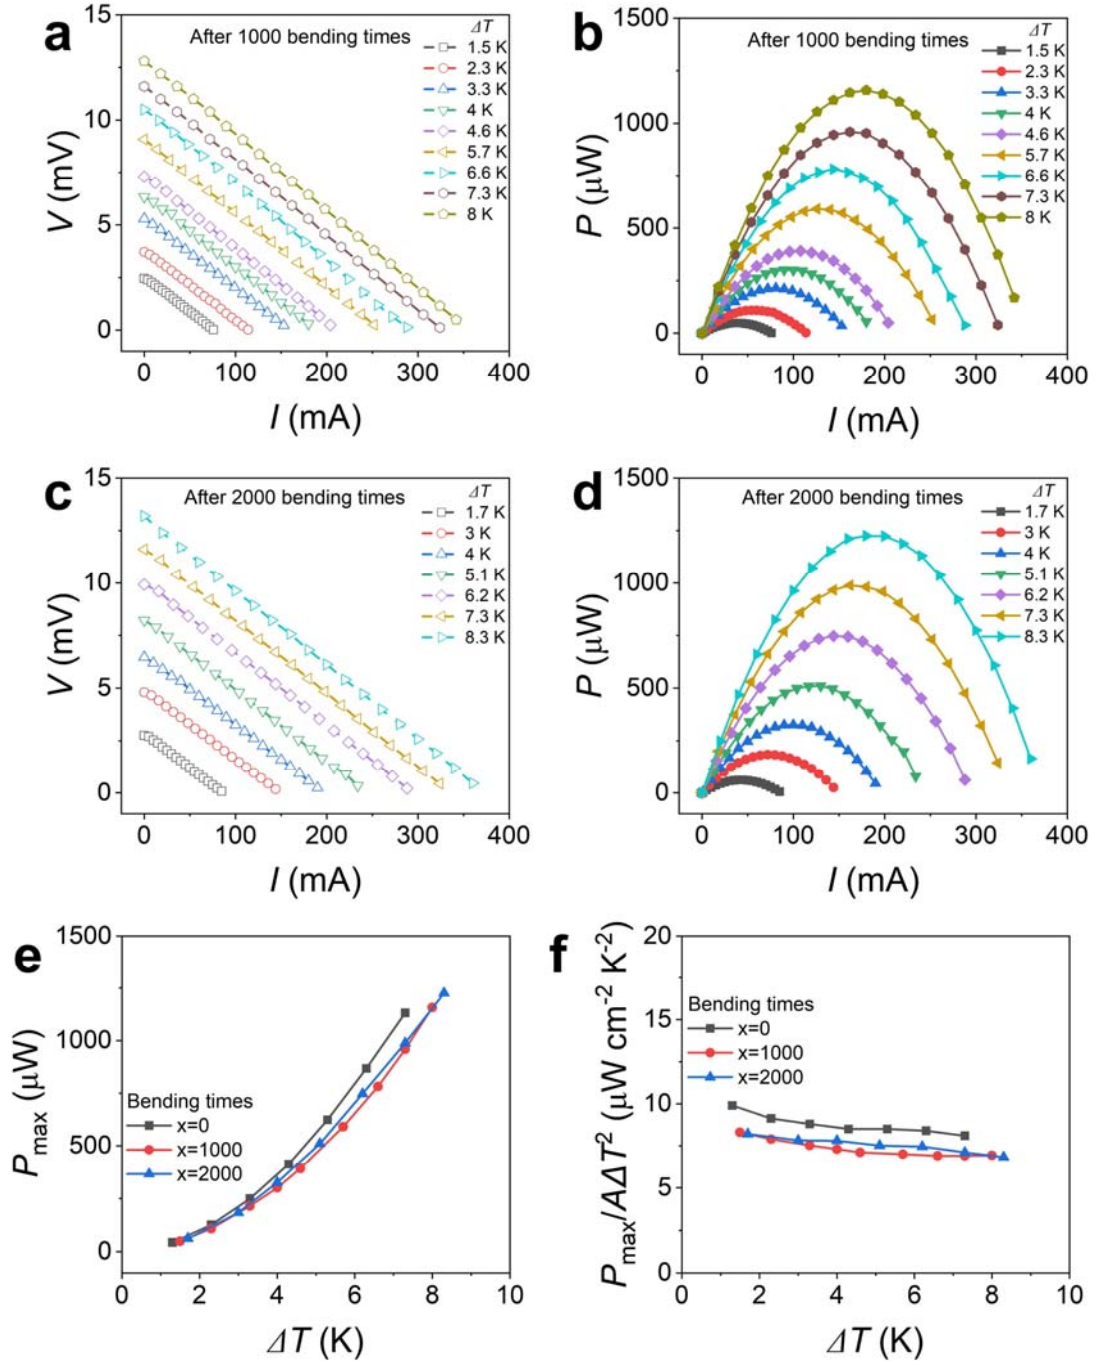 a
After 1000 bending times
ΔT
1.5 K
2.3 K
3.3 K
4 K
4.6 K
5.7 K
6.6 K
7.3 K
8 K
15
10
5
0
V (mV)
0 100 200 300 400
I (mA)
b
After 1000 bending times
ΔT
1.5 K
2.3 K
3.3 K
4 K
4.6 K
5.7 K
6.6 K
7.3 K
8 K
1500
1000
500
0
P (μW)
0 100 200 300 400
I (mA)
c
After 2000 bending times
ΔT
1.7 K
3 K
4 K
5.1 K
6.2 K
7.3 K
8.3 K
15
10
5
0
V (mV)
0 100 200 300 400
I (mA)
d
After 2000 bending times
ΔT
1.7 K
3 K
4 K
5.1 K
6.2 K
7.3 K
8.3 K
1500
1000
500
0
P (μW)
0 100 200 300 400
I (mA)
e
1500
1000
500
0
Pmax (μW)
Bending times
x=0
x=1000
x=2000
0 2 4 6 8 10
ΔT (K)
f
20
15
10
5
0
Pmax/AΔT² (μW cm⁻² K⁻²)
Bending times
x=0
x=1000
x=2000
0 2 4 6 8 10
ΔT (K)